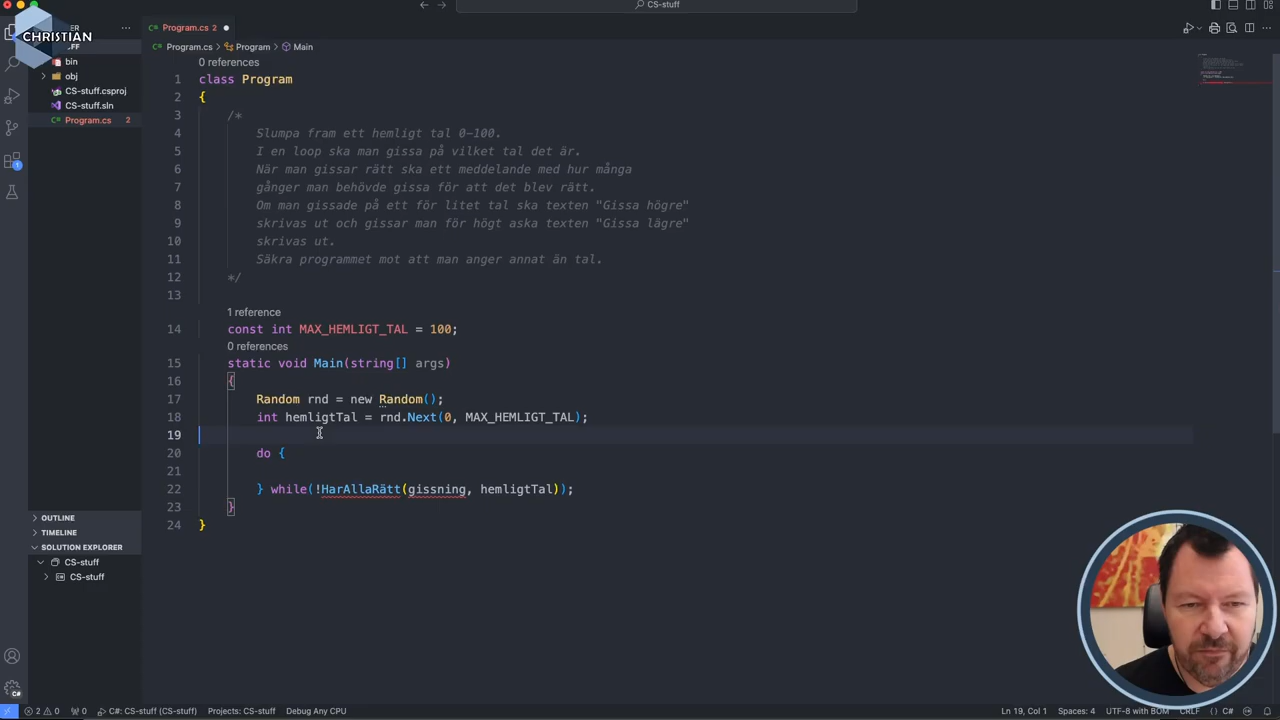 CS-stuff
CHRISTIAN
ER
FF
bin
obj
CS-stuff.csproj
CS-stuff.sln
Program.cs 2
1
OUTLINE
TIMELINE
SOLUTION EXPLORER
CS-stuff
CS-stuff
Program.cs 2
Program.cs > Program > Main
0 references
1 class Program
2 {
3 /*
4 Slumpa fram ett hemligt tal 0-100.
5 I en loop ska man gissa på vilket tal det är.
6 När man gissar rätt ska ett meddelande med hur många
7 gånger man behövde gissa för att det blev rätt.
8 Om man gissade på ett för litet tal ska texten "Gissa högre"
9 skrivas ut och gissar man för högt aska texten "Gissa lägre"
10 skrivas ut.
11 Säkra programmet mot att man anger annat än tal.
12 */
13
1 reference
14 const int MAX_HEMLIGT_TAL = 100;
0 references
15 static void Main(string[] args)
16 {
17 Random rnd = new Random();
18 int hemligtTal = rnd.Next(0, MAX_HEMLIGT_TAL);
19
20 do {
21
22 } while(!HarAllaRätt(gissning, hemligtTal));
23 }
24 }
C#
2 0 0 C#: CS-stuff (CS-stuff) Projects: CS-stuff Debug Any CPU Ln 19, Col 1 Spaces: 4 UTF-8 with BOM CRLF {} C#